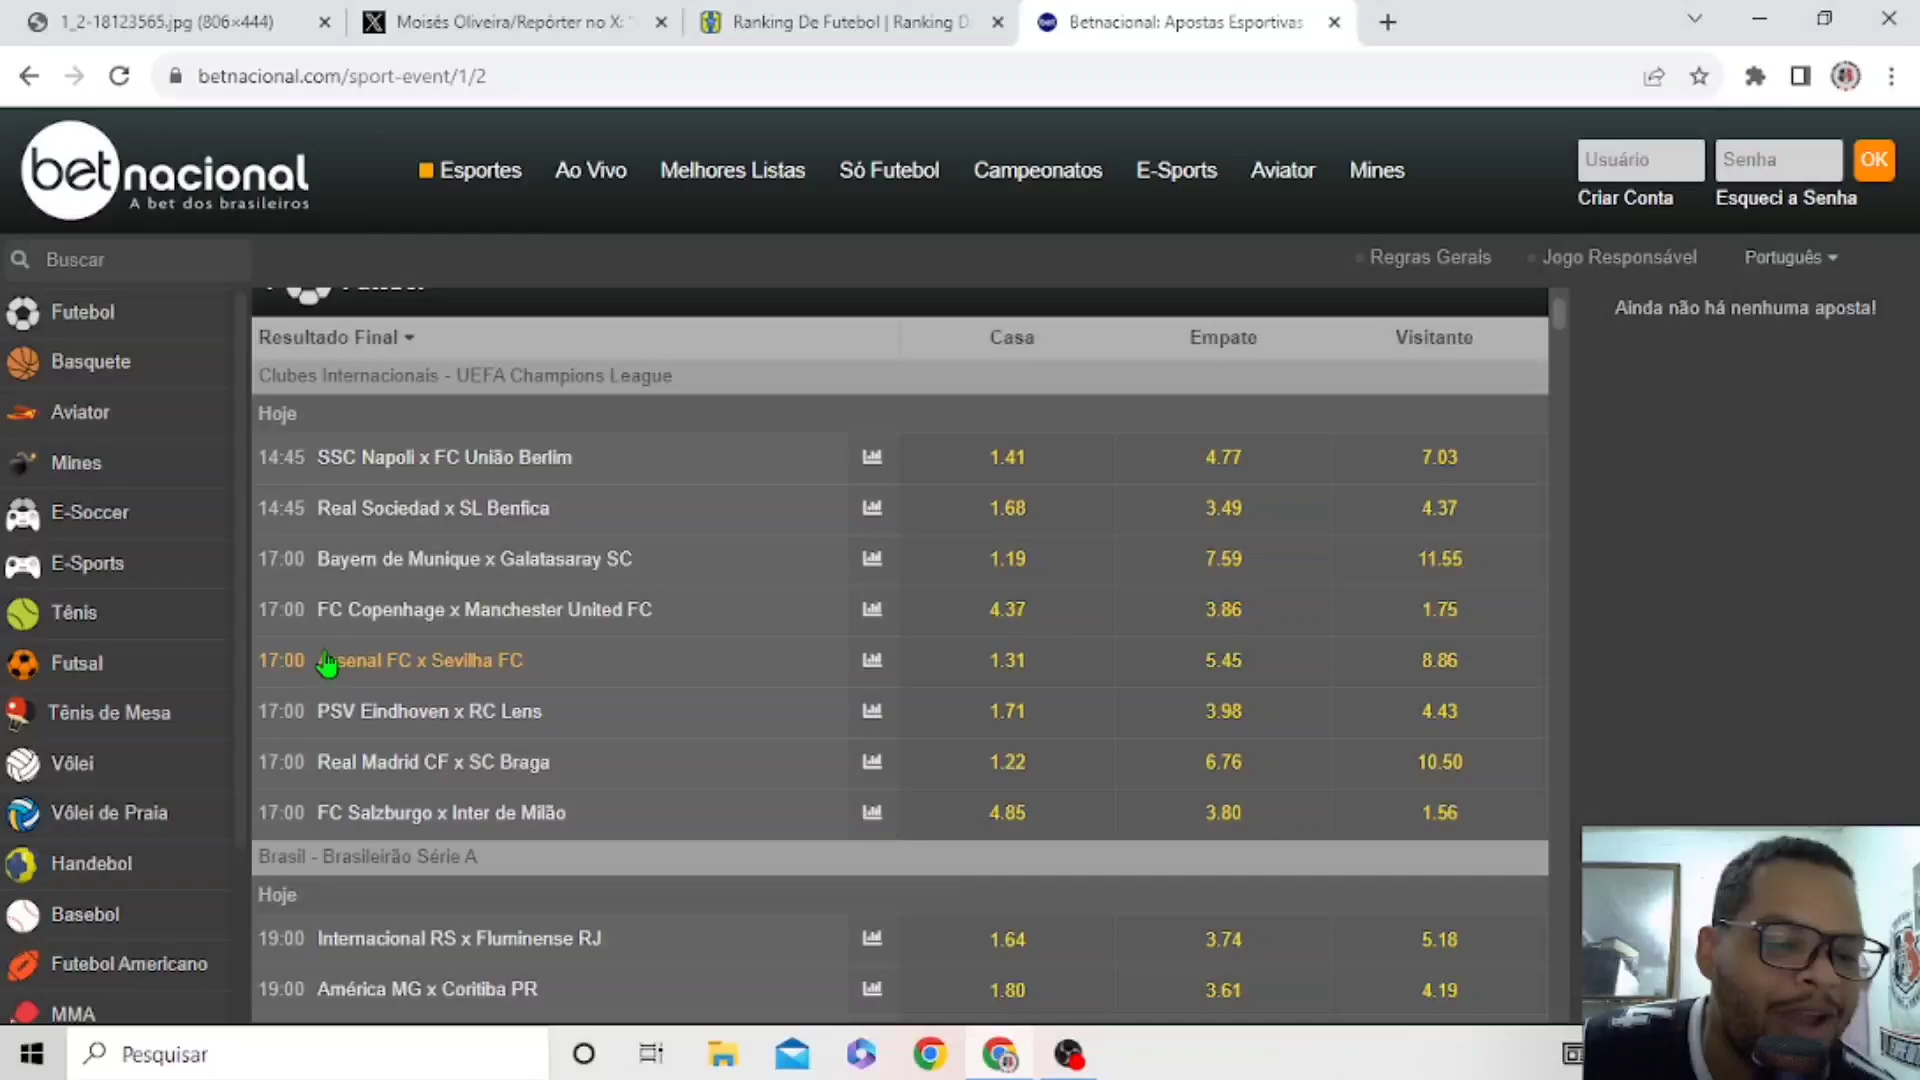 1_2-18123565.jpg (806×444)
Moisés Oliveira/Repórter no X: "
Ranking De Futebol | Ranking D
Betnacional: Apostas Esportivas
betnacional.com/sport-event/1/2
betnacional
A bet dos brasileiros
Esportes
Ao Vivo
Melhores Listas
Só Futebol
Campeonatos
E-Sports
Aviator
Mines
Usuário
Senha
OK
Criar Conta
Esqueci a Senha
Buscar
Regras Gerais
Jogo Responsável
Português
Futebol
Basquete
Aviator
Mines
E-Soccer
E-Sports
Tênis
Futsal
Tênis de Mesa
Vôlei
Vôlei de Praia
Handebol
Basebol
Futebol Americano
MMA
Resultado Final Casa Empate Visitante
Clubes Internacionais - UEFA Champions League
Hoje
14:45 SSC Napoli x FC União Berlim 1.41 4.77 7.03
14:45 Real Sociedad x SL Benfica 1.68 3.49 4.37
17:00 Bayern de Munique x Galatasaray SC 1.19 7.59 11.55
17:00 FC Copenhage x Manchester United FC 4.37 3.86 1.75
17:00 Arsenal FC x Sevilha FC 1.31 5.45 8.86
17:00 PSV Eindhoven x RC Lens 1.71 3.98 4.43
17:00 Real Madrid CF x SC Braga 1.22 6.76 10.50
17:00 FC Salzburgo x Inter de Milão 4.85 3.80 1.56
Brasil - Brasileirão Série A
Hoje
19:00 Internacional RS x Fluminense RJ 1.64 3.74 5.18
19:00 América MG x Coritiba PR 1.80 3.61 4.19
Ainda não há nenhuma aposta!
Pesquisar